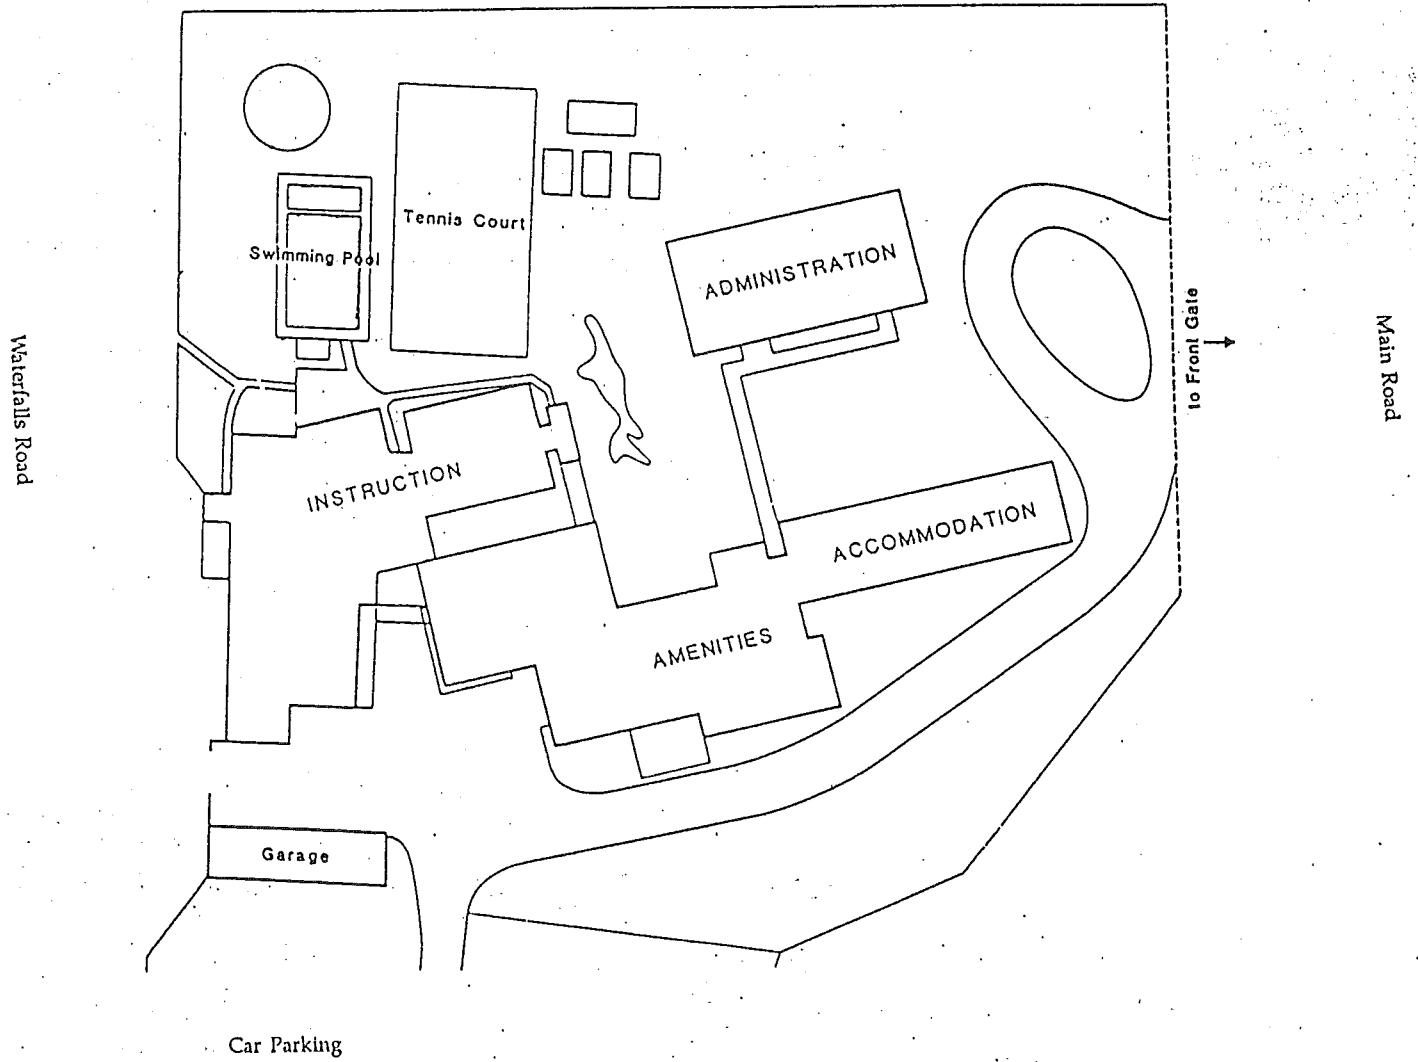 Tennis Court
Swimming Pool
ADMINISTRATION
to Front Gate
Main Road
Waterfalls Road
INSTRUCTION
ACCOMMODATION
AMENITIES
Garage
Car Parking